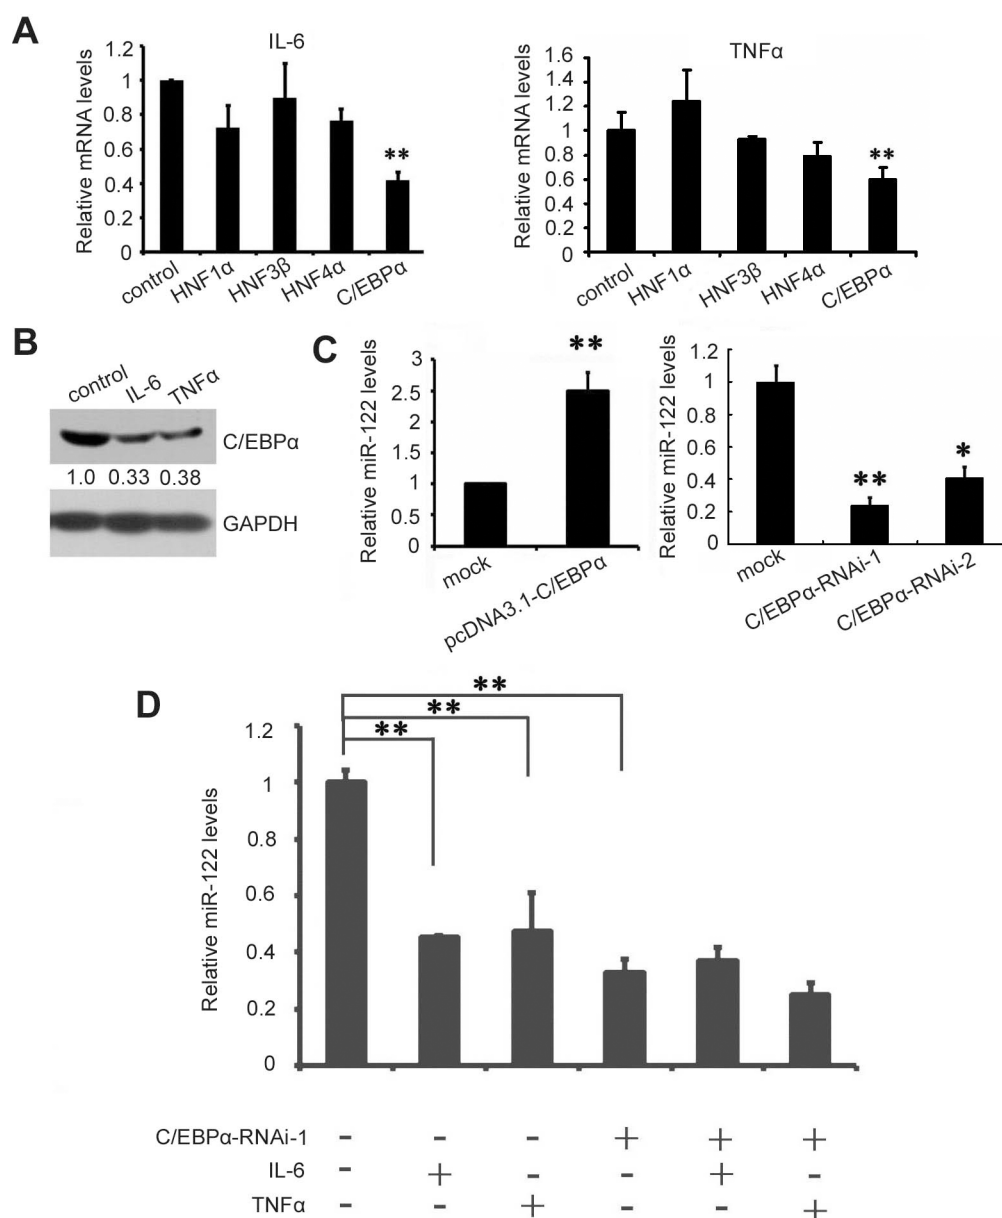 A
IL-6
Relative mRNA levels
1.2
1
0.8
0.6
0.4
0.2
0
**
control
HNF1α
HNF3β
HNF4α
C/EBPα
TNFα
Relative mRNA levels
1.6
1.4
1.2
1
0.8
0.6
0.4
0.2
0
**
control
HNF1α
HNF3β
HNF4α
C/EBPα
B
control IL-6 TNFα
C/EBPα
1.0 0.33 0.38
GAPDH
C
Relative miR-122 levels
3
2.5
2
1.5
1
0.5
0
**
mock
pcDNA3.1-C/EBPα
Relative miR-122 levels
1.2
1
0.8
0.6
0.4
0.2
0
**
*
mock
C/EBPα-RNAi-1
C/EBPα-RNAi-2
D
**
**
**
Relative miR-122 levels
1.2
1
0.8
0.6
0.4
0.2
0
C/EBPα-RNAi-1 - - - + + +
IL-6 - + - - + -
TNFα - - + - - +